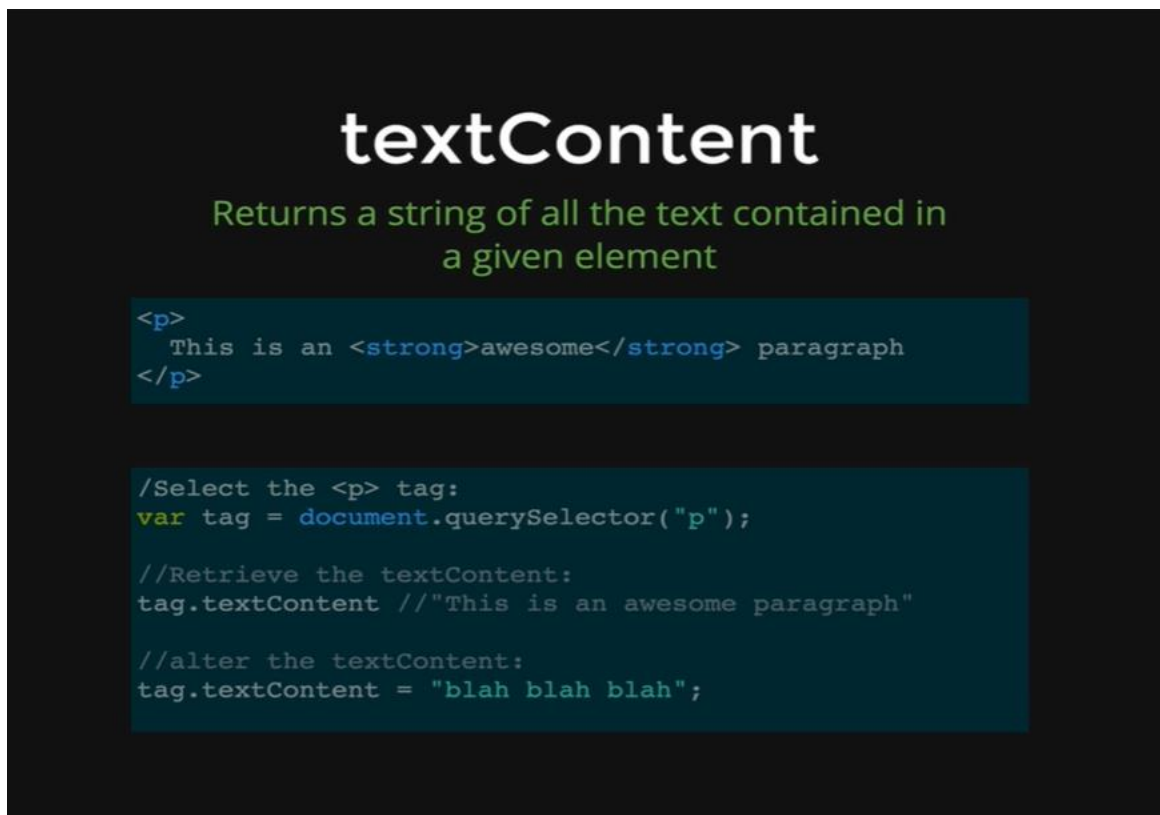 textContent
Returns a string of all the text contained in
a given element
<p>
  This is an <strong>awesome</strong> paragraph
</p>
/Select the <p> tag:
var tag = document.querySelector("p");
//Retrieve the textContent:
tag.textContent //"This is an awesome paragraph"
//alter the textContent:
tag.textContent = "blah blah blah";